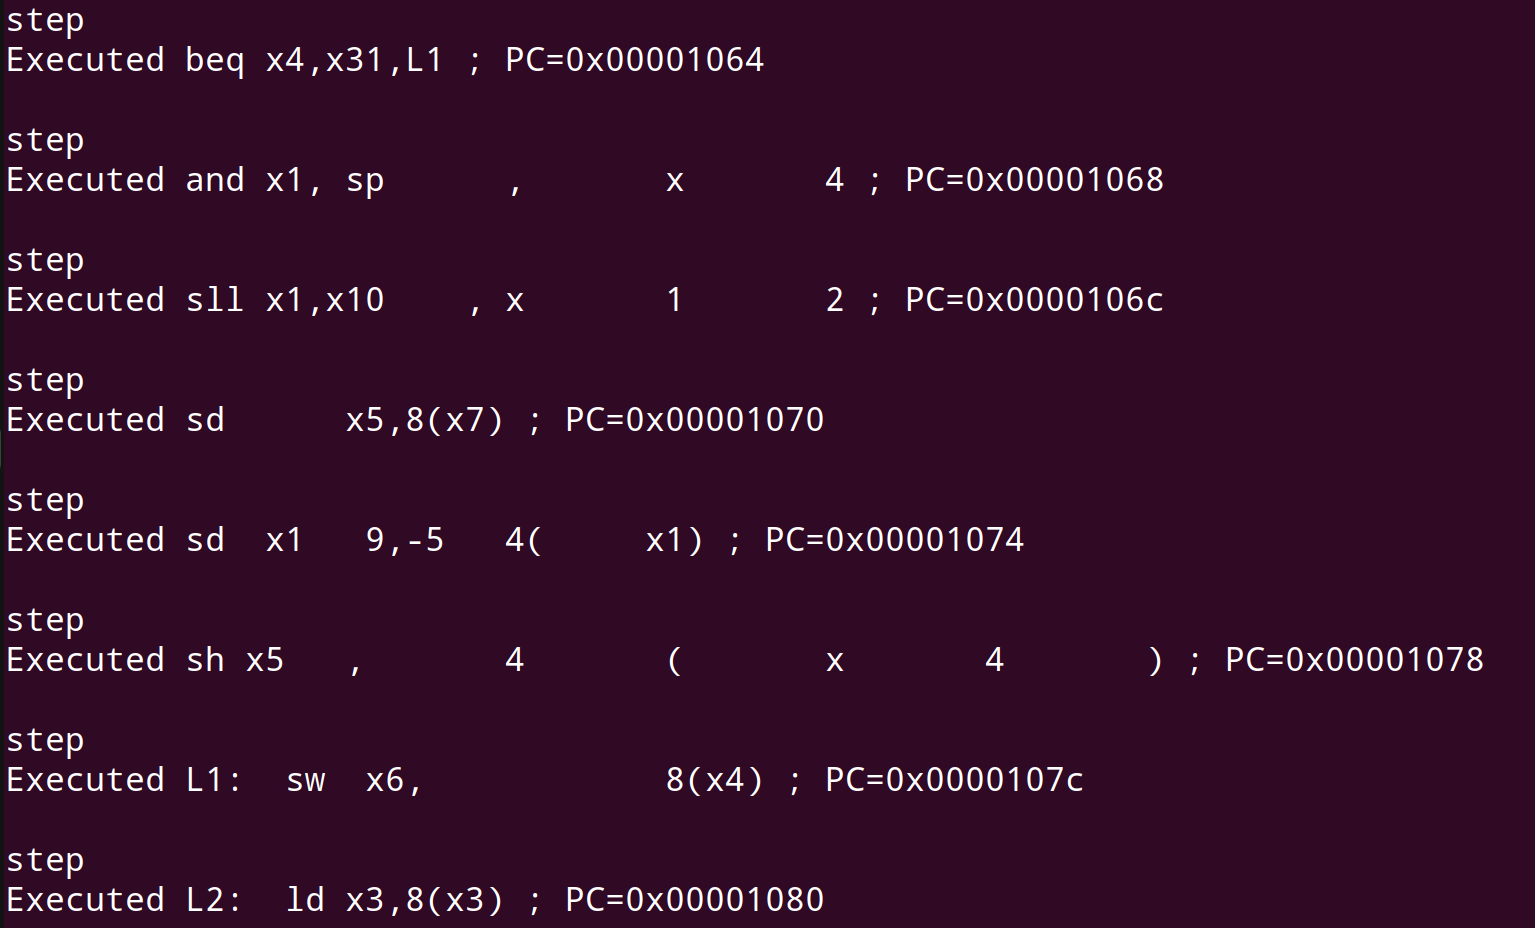 step
Executed beq x4,x31,L1 ; PC=0x00001064

step
Executed and x1, sp      ,       x       4 ; PC=0x00001068

step
Executed sll x1,x10    , x       1       2 ; PC=0x0000106c

step
Executed sd      x5,8(x7) ; PC=0x00001070

step
Executed sd  x1   9,-5   4(     x1) ; PC=0x00001074

step
Executed sh x5   ,       4       (       x       4       ) ; PC=0x00001078

step
Executed L1:  sw  x6,            8(x4) ; PC=0x0000107c

step
Executed L2:  ld x3,8(x3) ; PC=0x00001080